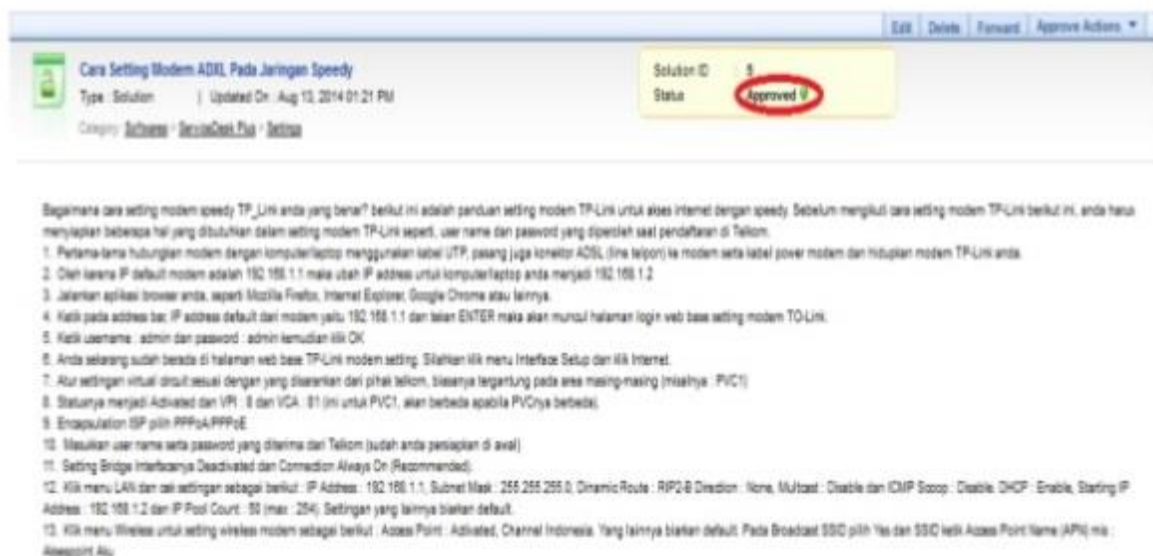 Edit Delete Forward Approve Actions
Cara Setting Modem ADXL Pada Jaringan Speedy
Type : Solution | Updated On : Aug 13, 2014 01:21 PM
Category: Softwares > ServiceDesk Plus > Settings
Solution ID : 5
Status : Approved
Bagaimana cara setting modem speedy TP_Link anda yang benar? berikut ini adalah panduan setting modem TP-Link untuk akses internet dengan speedy. Sebelum mengikuti cara setting modem TP-Link berikut ini, anda harus
menyiapkan beberapa hal yang dibutuhkan dalam setting modem TP-Link seperti, user name dan password yang diperoleh saat pendaftaran di Telkom.
1. Pertama-tama hubungkan modem dengan komputer/laptop menggunakan kabel UTP, pasang juga konektor ADSL (line telpon) ke modem serta kabel power modem dan hidupkan modem TP-Link anda.
2. Oleh karena IP default modem adalah 192.168.1.1 maka ubah IP address untuk komputer/laptop anda menjadi 192.168.1.2
3. Jalankan aplikasi browser anda, seperti Mozilla Firefox, Internet Explorer, Google Chrome atau lainnya.
4. Ketik pada address bar, IP address default dari modem yaitu 192.168.1.1 dan tekan ENTER maka akan muncul halaman login web base setting modem TO-Link.
5. Ketik username : admin dan password : admin kemudian klik OK
6. Anda sekarang sudah berada di halaman web base TP-Link modem setting. Silahkan klik menu Interface Setup dan klik Internet.
7. Atur settingan virtual circuit sesuai dengan yang disarankan dari pihak telkom, biasanya tergantung pada area masing-masing (misalnya : PVC1)
8. Statusnya menjadi Activated dan VPI : 8 dan VCA : 81 (ini untuk PVC1, akan berbeda apabila PVCnya berbeda).
9. Encapsulation ISP pilih PPPoA/PPPoE
10. Masukan user name serta password yang diterima dari Telkom (sudah anda persiapkan di awal)
11. Setting Bridge Interfacenya Deactivated dan Connection Always On (Recommended).
12. Klik menu LAN dan cek settingan sebagai berikut : IP Address : 192.168.1.1, Subnet Mask : 255.255.255.0, Dinamic Route : RIP2-B Direction : None, Multicast : Disable dan ICMP Scoop : Disable, DHCP : Enable, Starting IP
Address : 192.168.1.2 dan IP Pool Count : 50 (max : 254). Settingan yang lainnya biarkan default.
13. Klik menu Wireless untuk setting wireless modem sebagai berikut : Access Point : Activated, Channel Indonesia. Yang lainnya biarkan default. Pada Broadcast SSID pilih Yes dan SSID ketik Access Point Name (APN) mis :
Aksespoint Aku